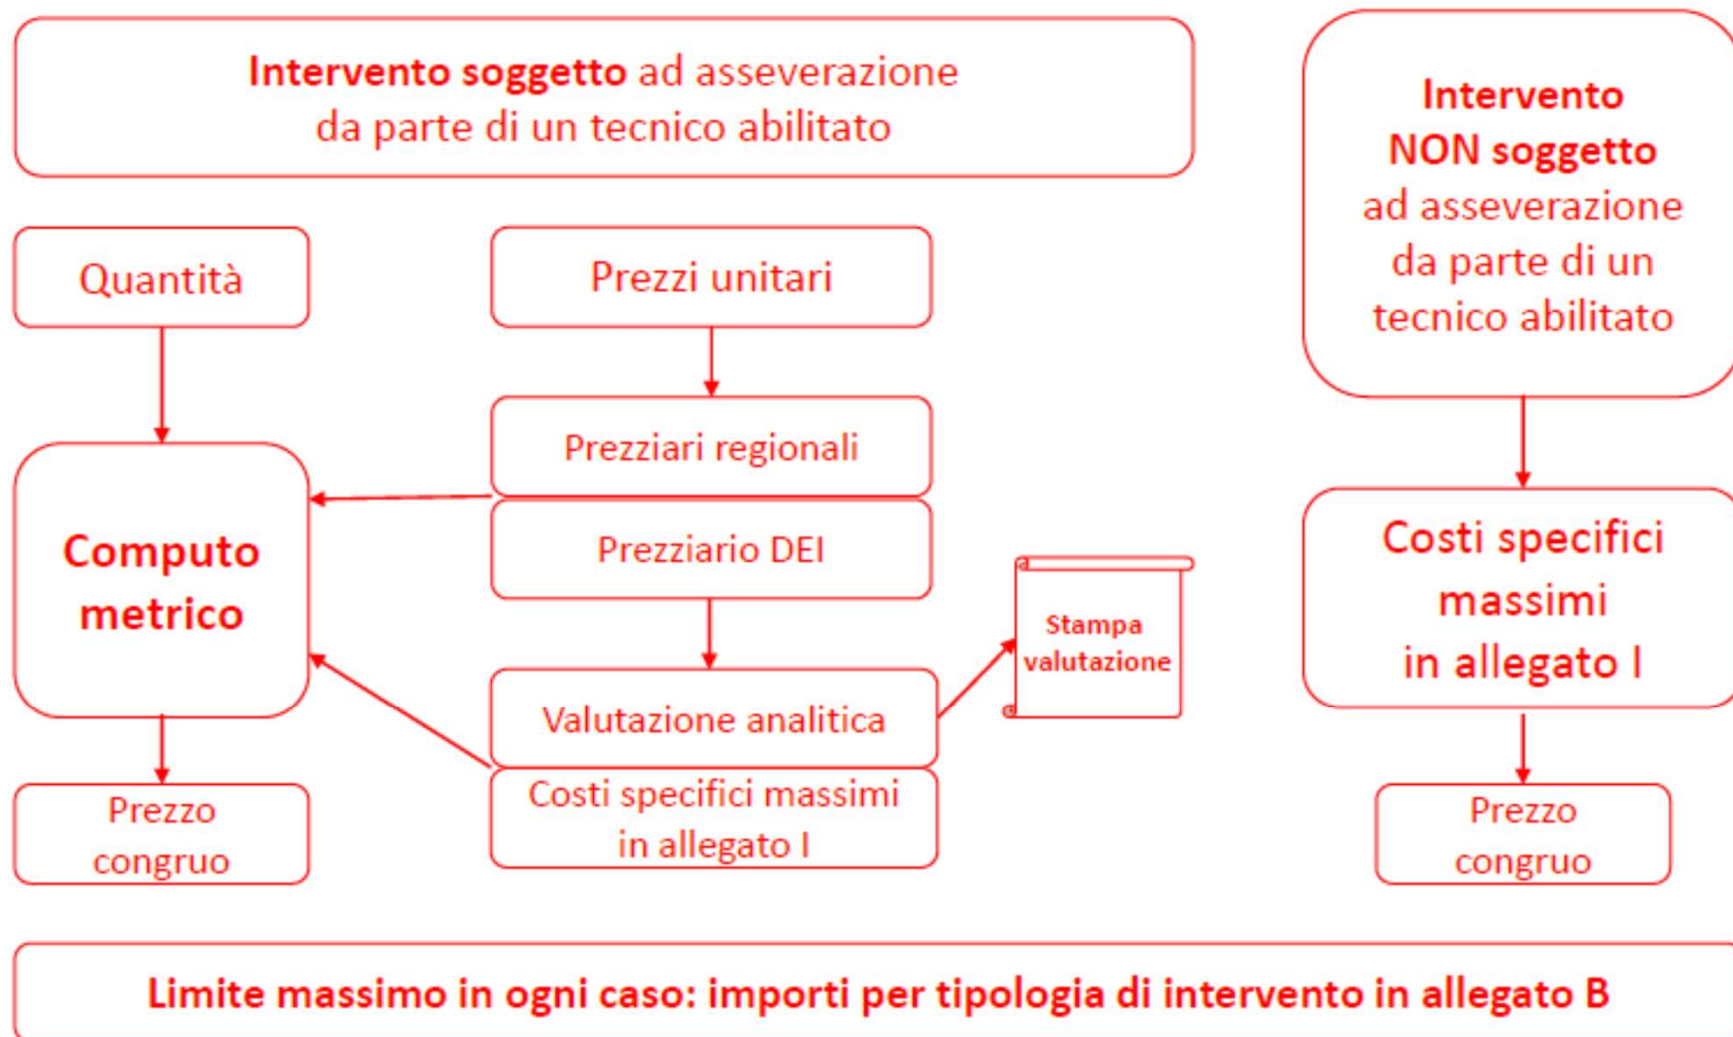 Intervento soggetto ad asseverazione
da parte di un tecnico abilitato
Intervento
NON soggetto
ad asseverazione
da parte di un
tecnico abilitato
Quantità
Prezzi unitari
Prezziari regionali
Prezziario DEI
Computo
metrico
Stampa
valutazione
Valutazione analitica
Costi specifici massimi
in allegato I
Prezzo
congruo
Costi specifici
massimi
in allegato I
Prezzo
congruo
Limite massimo in ogni caso: importi per tipologia di intervento in allegato B